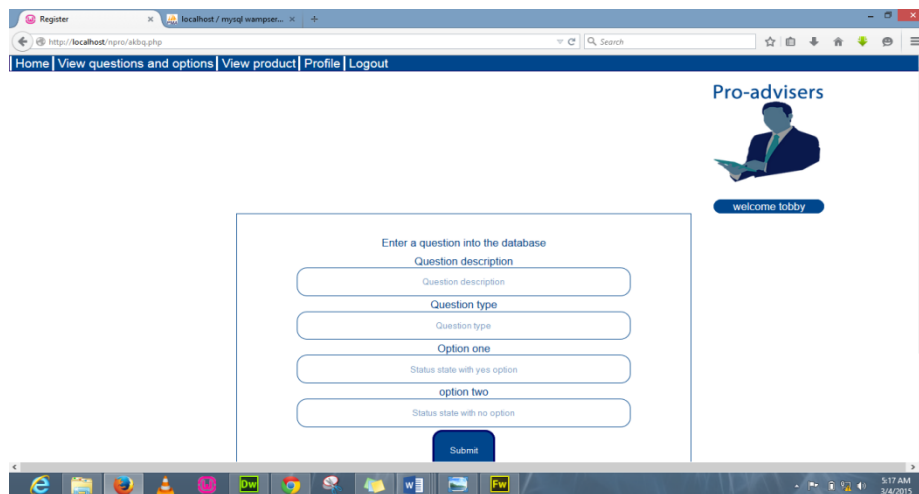 Register
localhost / mysql wampser...
http://localhost/npro/akbq.php
Search
Home View questions and options View product Profile Logout
Pro-advisers
welcome tobby
Enter a question into the database
Question description
Question description
Question type
Question type
Option one
Status state with yes option
option two
Status state with no option
Submit
Dw
W
Fw
5:17 AM
3/4/2015